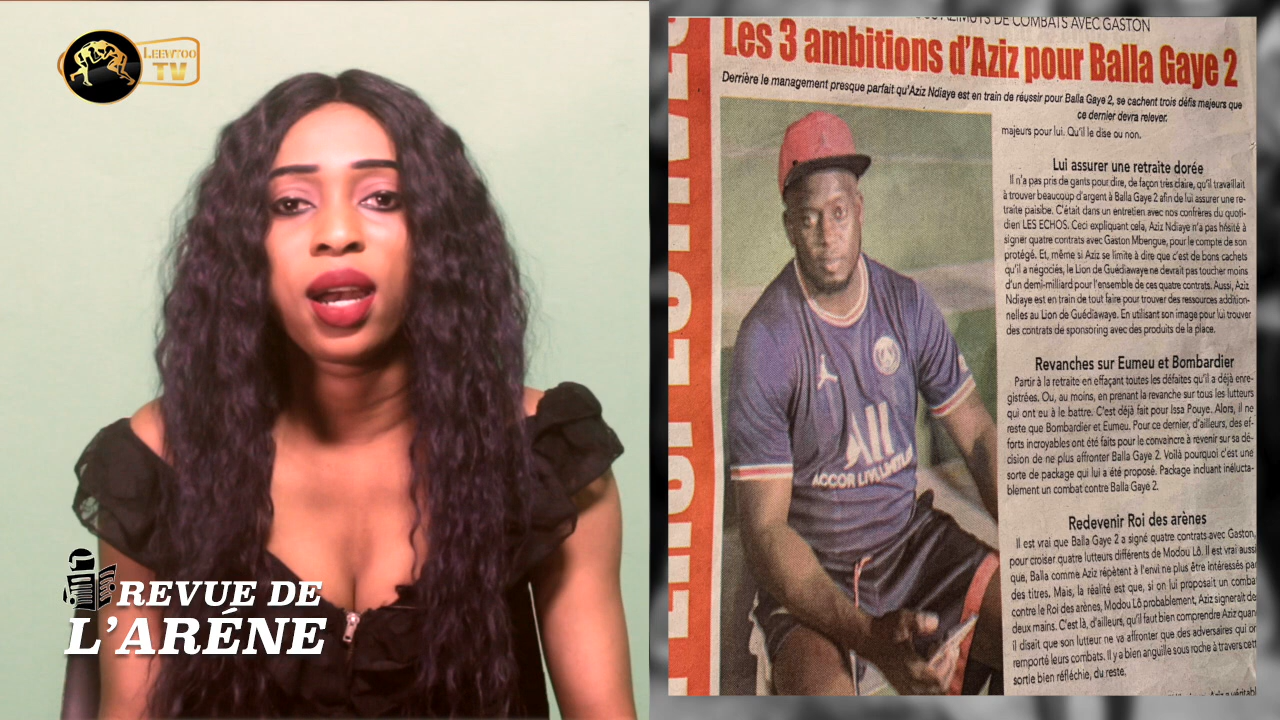 LEEWTOO
TV
REVUE DE
L'ARÉNE
DE COMBATS AVEC GASTON
Les 3 ambitions d'Aziz pour Balla Gaye 2
Derrière le management presque parfait qu'Aziz Ndiaye est en train de réussir pour Balla Gaye 2, se cachent trois défis majeurs que
ce dernier devra relever.
majeurs pour lui. Qu'il le dise ou non.
Lui assurer une retraite dorée
Il n'a pas pris de gants pour dire, de façon très claire, qu'il travaillait
à trouver beaucoup d'argent à Balla Gaye 2 afin de lui assurer une re-
traite paisible. C'était dans un entretien avec nos confrères du quoti-
dien LES ECHOS. Ceci expliquant cela, Aziz Ndiaye n'a pas hésité à
signer quatre contrats avec Gaston Mbengue, pour le compte de son
protégé. Et, même si Aziz se limite à dire que c'est de bons cachets
qu'il a négociés, le Lion de Guédiawaye ne devrait pas toucher moins
d'un demi-milliard pour l'ensemble de ces quatre contrats. Aussi, Aziz
Ndiaye est en train de tout faire pour trouver des ressources addition-
nelles au Lion de Guédiawaye. En utilisant son image pour lui trouver
des contrats de sponsoring avec des produits de la place.
Revanches sur Eumeu et Bombardier
Partir à la retraite en effaçant toutes les défaites qu'il a déjà enre-
gistrées. Ou, au moins, en prenant la revanche sur tous les lutteurs
qui ont eu à le battre. C'est déjà fait pour Issa Pouye. Alors, il ne
reste que Bombardier et Eumeu. Pour ce dernier, d'ailleurs, des ef-
forts incroyables ont été faits pour le convaincre à revenir sur sa dé-
cision de ne plus affronter Balla Gaye 2. Voilà pourquoi c'est une
sorte de package qui lui a été proposé. Package incluant inélucta-
blement un combat contre Balla Gaye 2.
Redevenir Roi des arènes
Il est vrai que Balla Gaye 2 a signé quatre contrats avec Gaston,
pour croiser quatre lutteurs différents de Modou Lô. Il est vrai aussi
que, Balla comme Aziz répètent à l'envi ne plus être intéressés par
des titres. Mais, la réalité est que, si on lui proposait un comba
contre le Roi des arènes, Modou Lô probablement, Aziz signerait de
deux mains. C'est là, d'ailleurs, qu'il faut bien comprendre Aziz quan
il disait que son lutteur ne va affronter que des adversaires qui on
remporté leurs combats. Il y a bien anguille sous roche à travers cett
sortie bien réfléchie, du reste.
ALL
ACCOR LIVE LIMITLESS